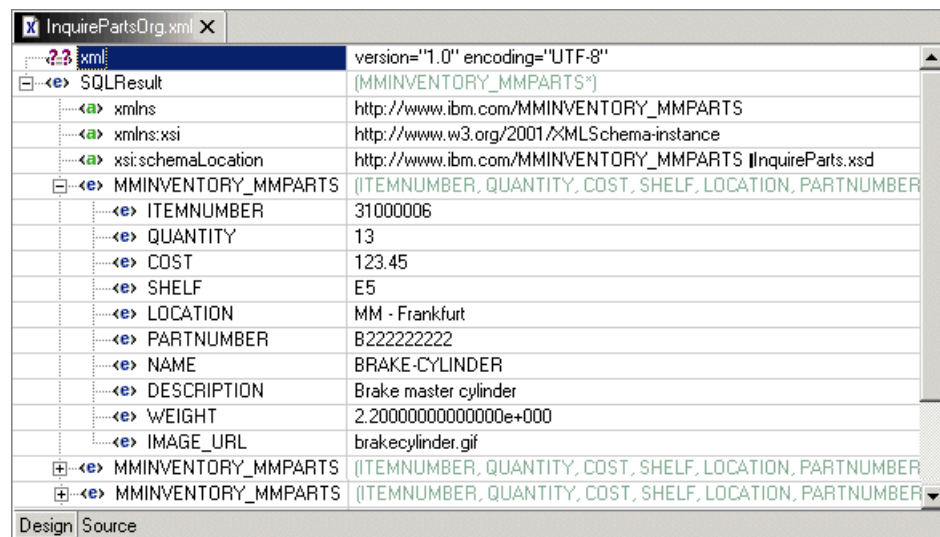 InquirePartsOrg.xml
?=? xml version="1.0" encoding="UTF-8"
<e> SQLResult (MMINVENTORY_MMPARTS*)
<a> xmlns http://www.ibm.com/MMINVENTORY_MMPARTS
<a> xmlns:xsi http://www.w3.org/2001/XMLSchema-instance
<a> xsi:schemaLocation http://www.ibm.com/MMINVENTORY_MMPARTS InquireParts.xsd
<e> MMINVENTORY_MMPARTS (ITEMNUMBER, QUANTITY, COST, SHELF, LOCATION, PARTNUMBER
<e> ITEMNUMBER 31000006
<e> QUANTITY 13
<e> COST 123.45
<e> SHELF E5
<e> LOCATION MM - Frankfurt
<e> PARTNUMBER B222222222
<e> NAME BRAKE-CYLINDER
<e> DESCRIPTION Brake master cylinder
<e> WEIGHT 2.20000000000000e+000
<e> IMAGE_URL brakecylinder.gif
<e> MMINVENTORY_MMPARTS (ITEMNUMBER, QUANTITY, COST, SHELF, LOCATION, PARTNUMBER
<e> MMINVENTORY_MMPARTS (ITEMNUMBER, QUANTITY, COST, SHELF, LOCATION, PARTNUMBER
Design Source